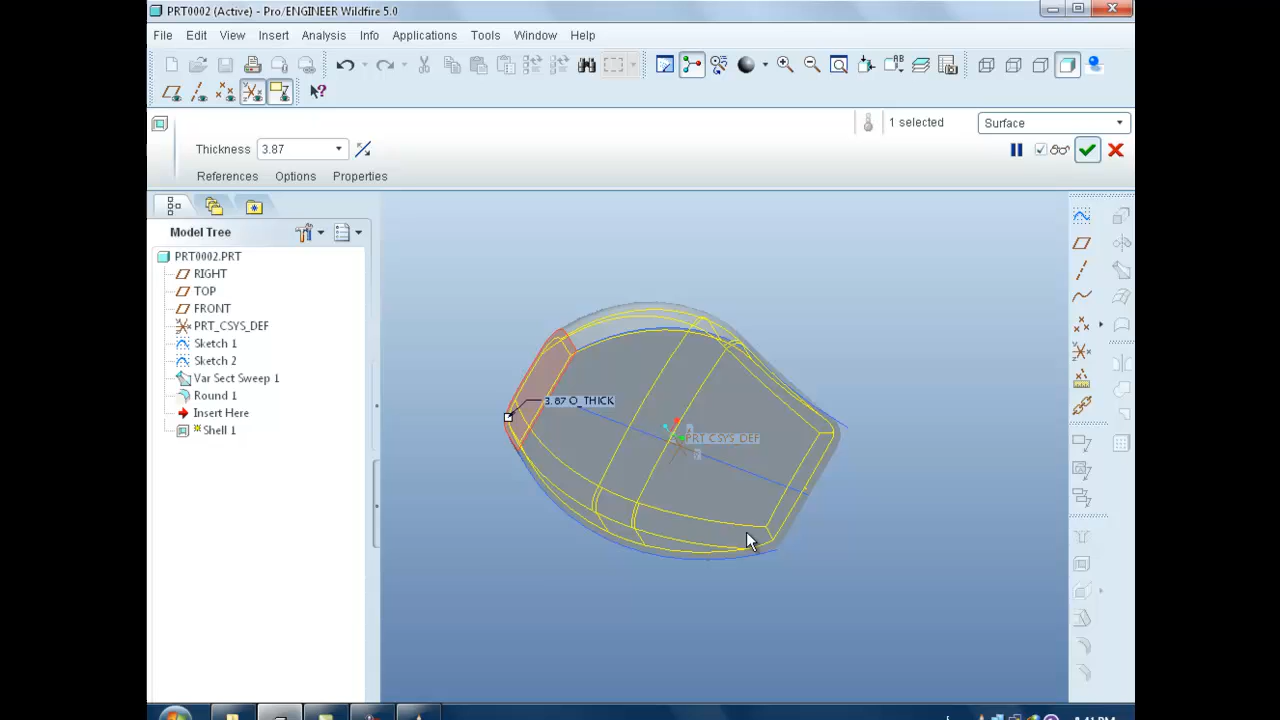 PRT0002 (Active) - Pro/ENGINEER Wildfire 5.0
File Edit View Insert Analysis Info Applications Tools Window Help
1 selected Surface
Thickness 3.87
References Options Properties
Model Tree
PRT0002.PRT
RIGHT
TOP
FRONT
PRT_CSYS_DEF
Sketch 1
Sketch 2
Var Sect Sweep 1
Round 1
Insert Here
Shell 1
3.87 O_THICK
PRT_CSYS_DEF